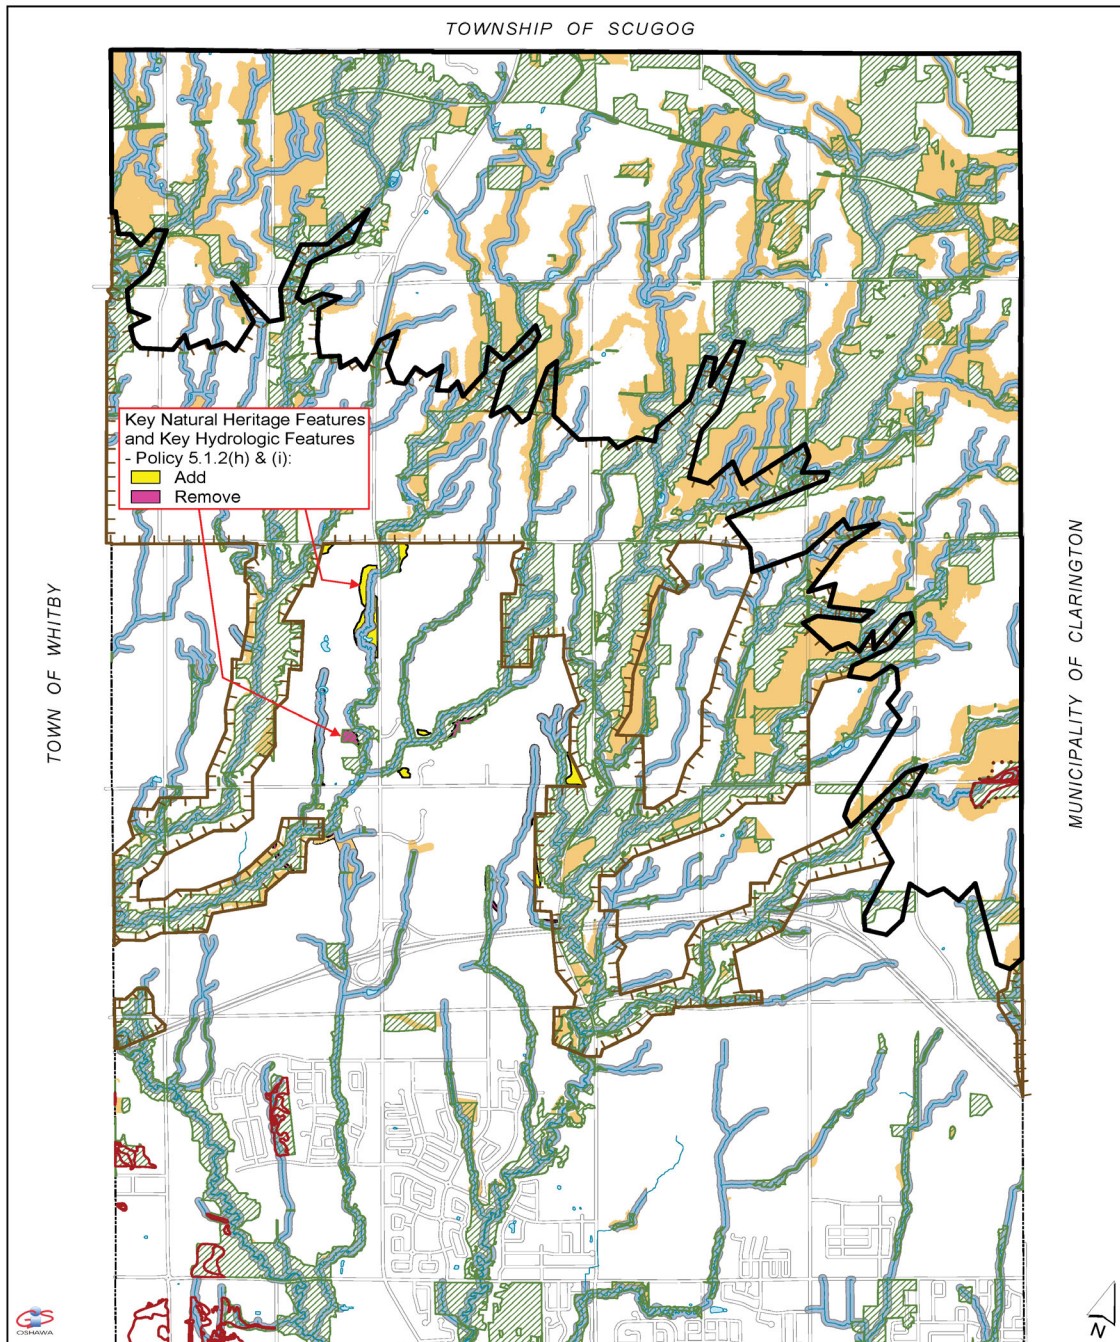 TOWNSHIP OF SCUGOG
Key Natural Heritage Features
and Key Hydrologic Features
- Policy 5.1.2(h) & (i):
Add
Remove
TOWN OF WHITBY
MUNICIPALITY OF CLARINGTON
GIS
OSHAWA
N